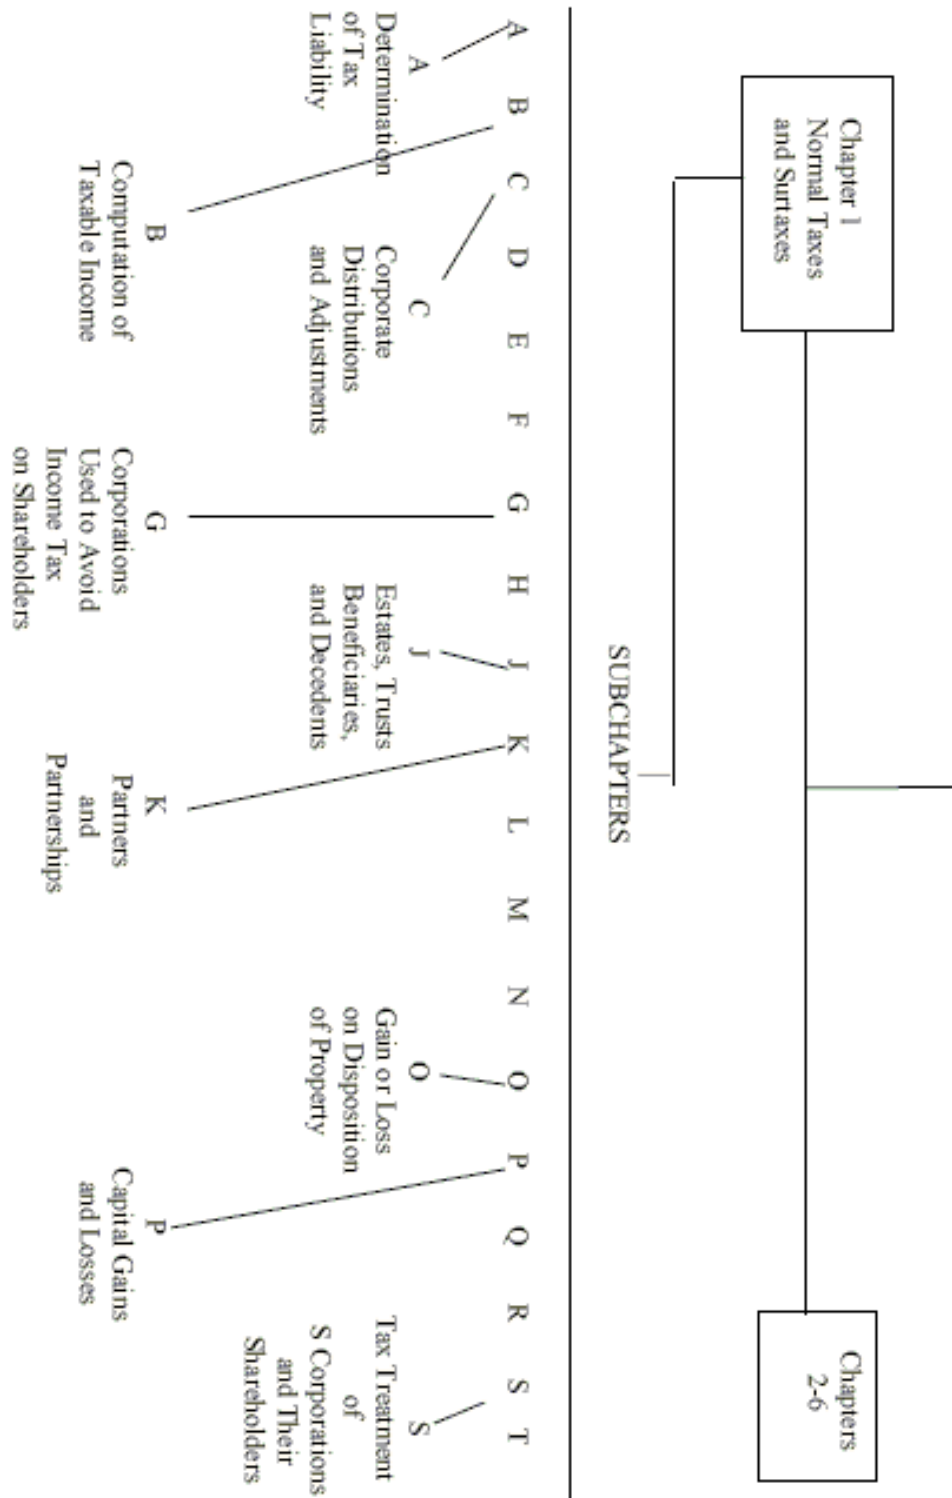 Chapter 1
Normal Taxes
and Surtaxes
Chapters
2-6
SUBCHAPTERS
A B C D E F G H J K L M N O P Q R S T
A
Determination
of Tax
Liability
C
Corporate
Distributions
and Adjustments
J
Estates, Trusts
Beneficiaries,
and Decedents
O
Gain or Loss
on Disposition
of Property
S
Tax Treatment
of
S Corporations
and Their
Shareholders
B
Computation of
Taxable Income
G
Corporations
Used to Avoid
Income Tax
on Shareholders
K
Partners
and
Partnerships
P
Capital Gains
and Losses